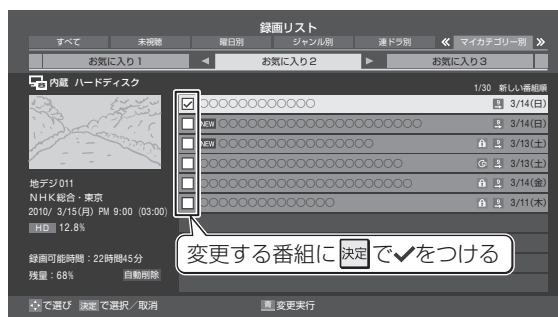 録画リスト
すべて 未視聴 曜日別 ジャンル別 連ドラ別 ≪ マイカテゴリー別 ≫
お気に入り1 ◀ お気に入り2 ▶ お気に入り3
内蔵 ハードディスク
1/30 新しい番組順
✓ 〇〇〇〇〇〇〇〇〇〇〇〇 3/14(日)
NEW 〇〇〇〇〇〇〇〇〇〇〇〇〇〇〇〇〇〇〇〇〇〇〇 3/14(日)
NEW 〇〇〇〇〇〇〇〇〇〇〇〇〇〇〇〇〇〇 3/13(土)
〇〇〇〇〇〇〇〇〇〇〇〇〇〇〇〇〇〇〇〇〇 G 3/13(土)
〇〇〇〇〇〇〇〇〇〇〇〇〇〇〇〇〇〇〇〇〇〇 3/14(金)
〇〇〇〇〇〇〇〇〇〇〇〇〇〇 3/11(木)
地デジ011
NHK総合・東京
2010/ 3/15(月) PM 9:00 (03:00)
HD 12.8%
録画可能時間：22時間45分
残量：68% 自動削除
変更する番組に 決定 で✓をつける
で選び 決定 で選択／取消 青 変更実行